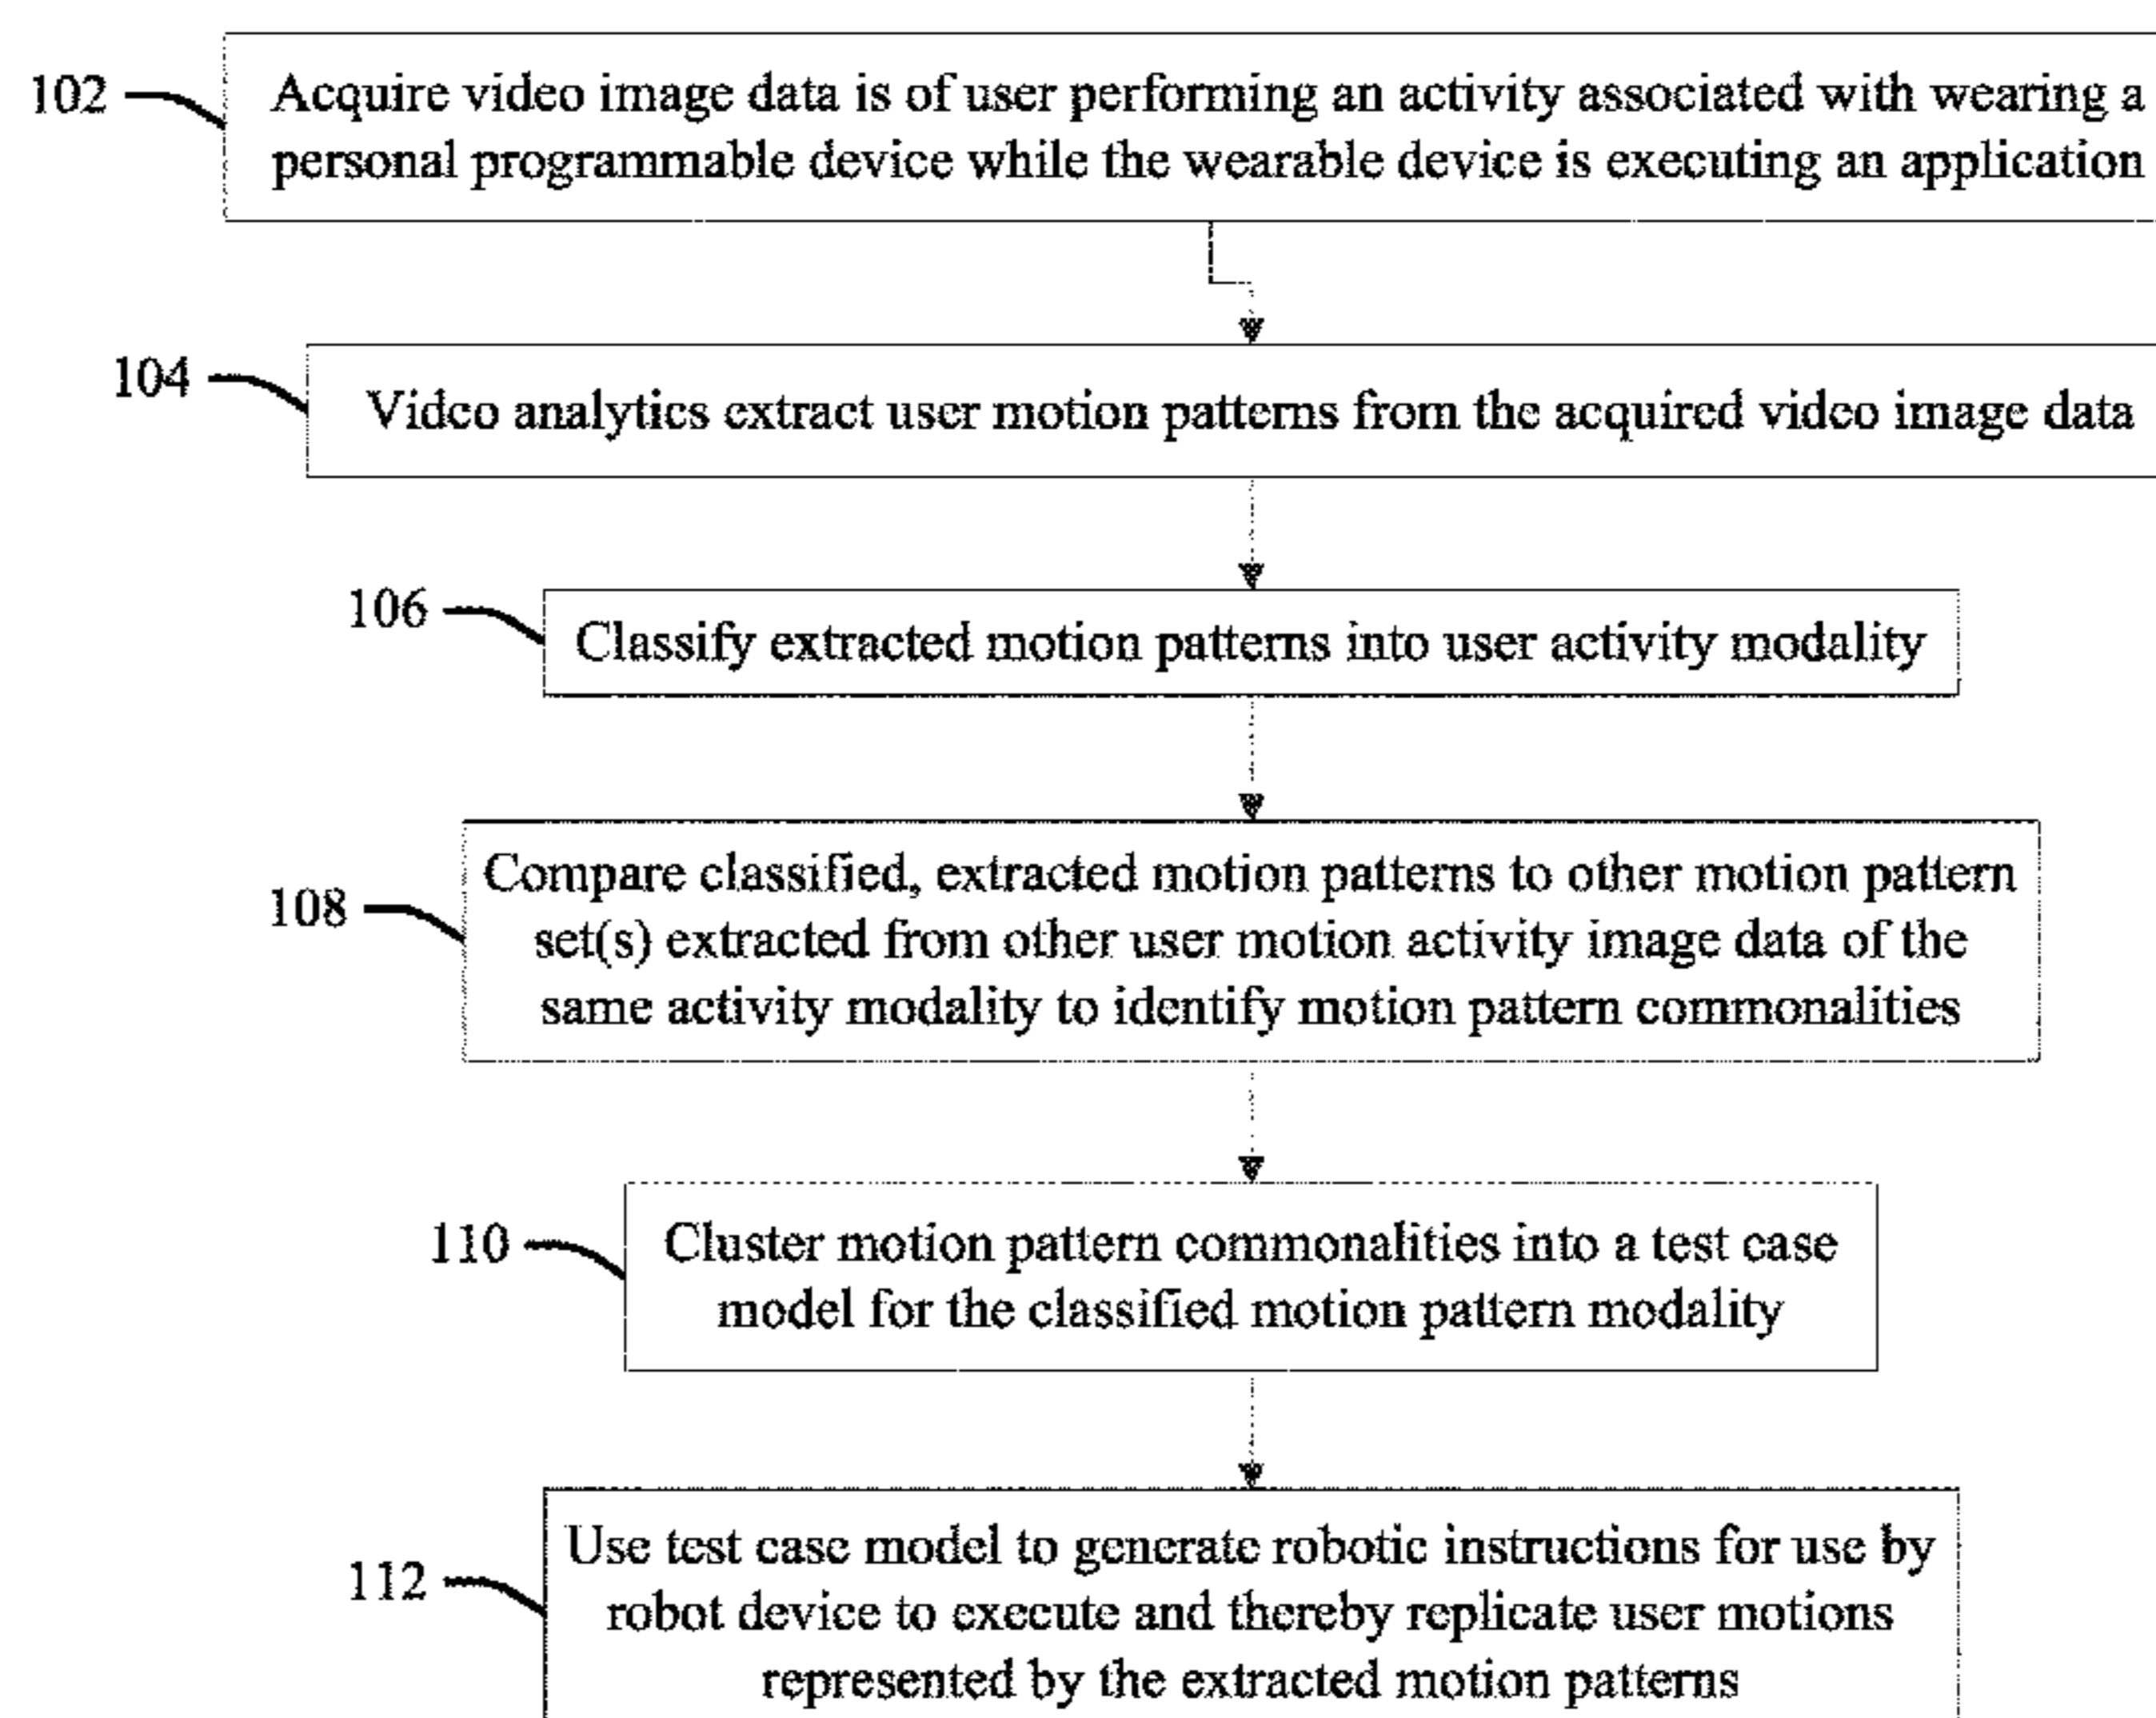 102
Acquire video image data is of user performing an activity associated with wearing a
personal programmable device while the wearable device is executing an application
104
Video analytics extract user motion patterns from the acquired video image data
106
Classify extracted motion patterns into user activity modality
108
Compare classified, extracted motion patterns to other motion pattern
set(s) extracted from other user motion activity image data of the
same activity modality to identify motion pattern commonalities
110
Cluster motion pattern commonalities into a test case
model for the classified motion pattern modality
112
Use test case model to generate robotic instructions for use by
robot device to execute and thereby replicate user motions
represented by the extracted motion patterns